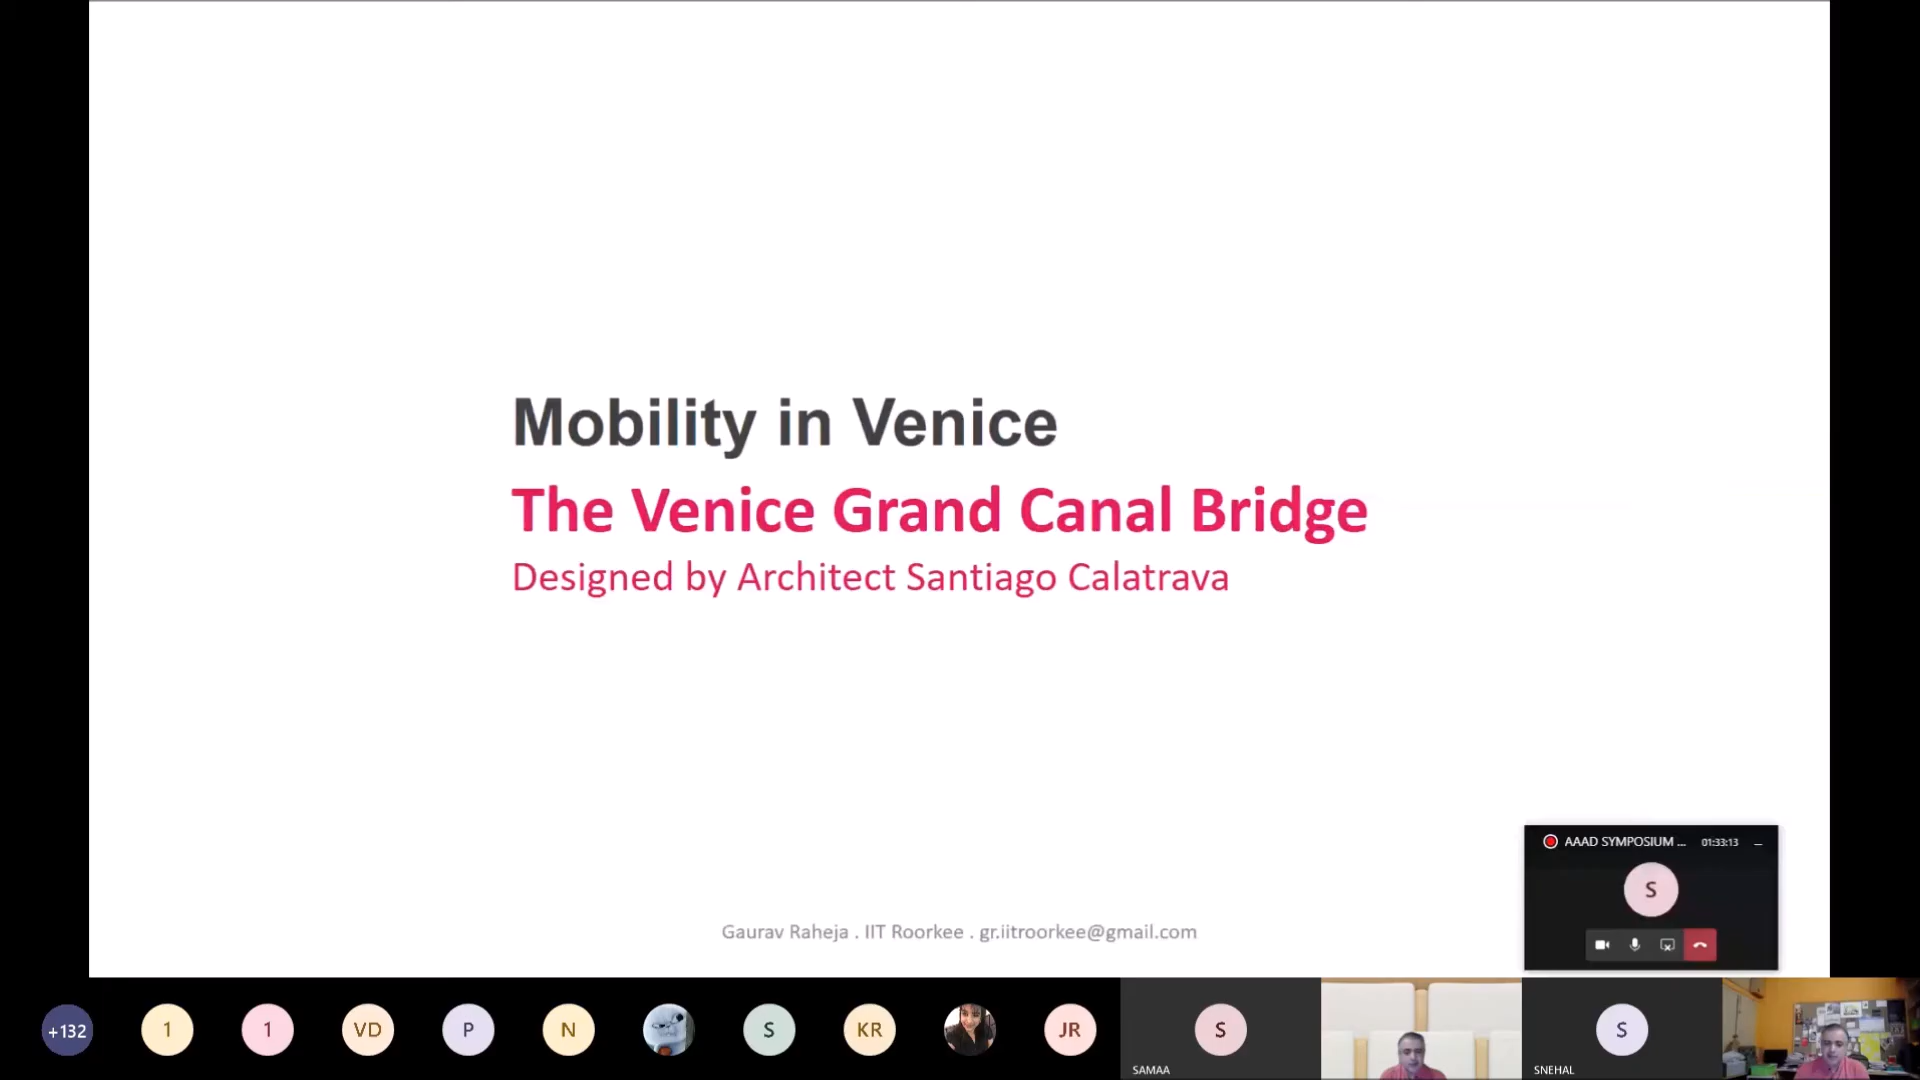 Mobility in Venice
The Venice Grand Canal Bridge
Designed by Architect Santiago Calatrava
AAAD SYMPOSIUM ... 01:33:13
S
Gaurav Raheja . IIT Roorkee . gr.iitroorkee@gmail.com
+132 1 1 VD P N S KR JR S S
SAMAA SNEHAL